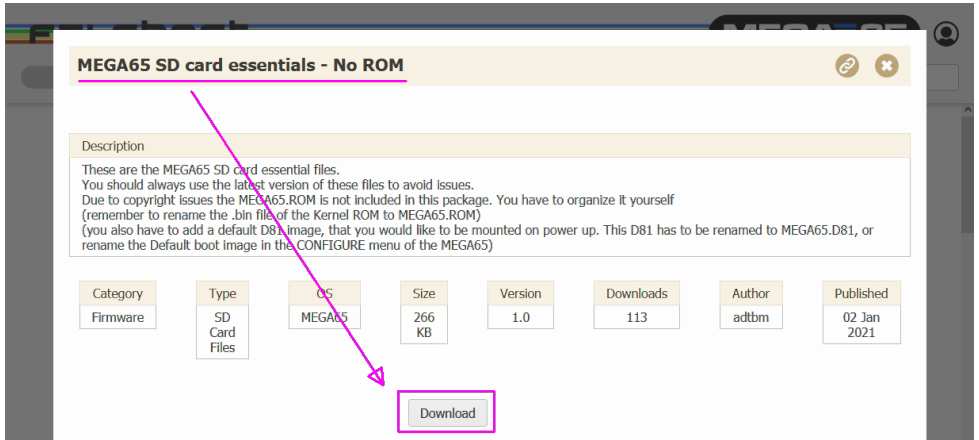 MEGA65 SD card essentials - No ROM
Description
These are the MEGA65 SD card essential files.
You should always use the latest version of these files to avoid issues.
Due to copyright issues the MEGA65.ROM is not included in this package. You have to organize it yourself
(remember to rename the .bin file of the Kernel ROM to MEGA65.ROM)
(you also have to add a default D81 image, that you would like to be mounted on power up. This D81 has to be renamed to MEGA65.D81, or
rename the Default boot image in the CONFIGURE menu of the MEGA65)
Category Type OS Size Version Downloads Author Published
Firmware SD MEGA65 266 1.0 113 adtbm 02 Jan
Card KB 2021
Files
Download